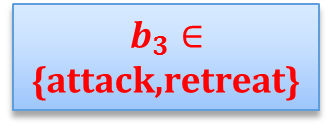 b₃ ∈
{attack,retreat}